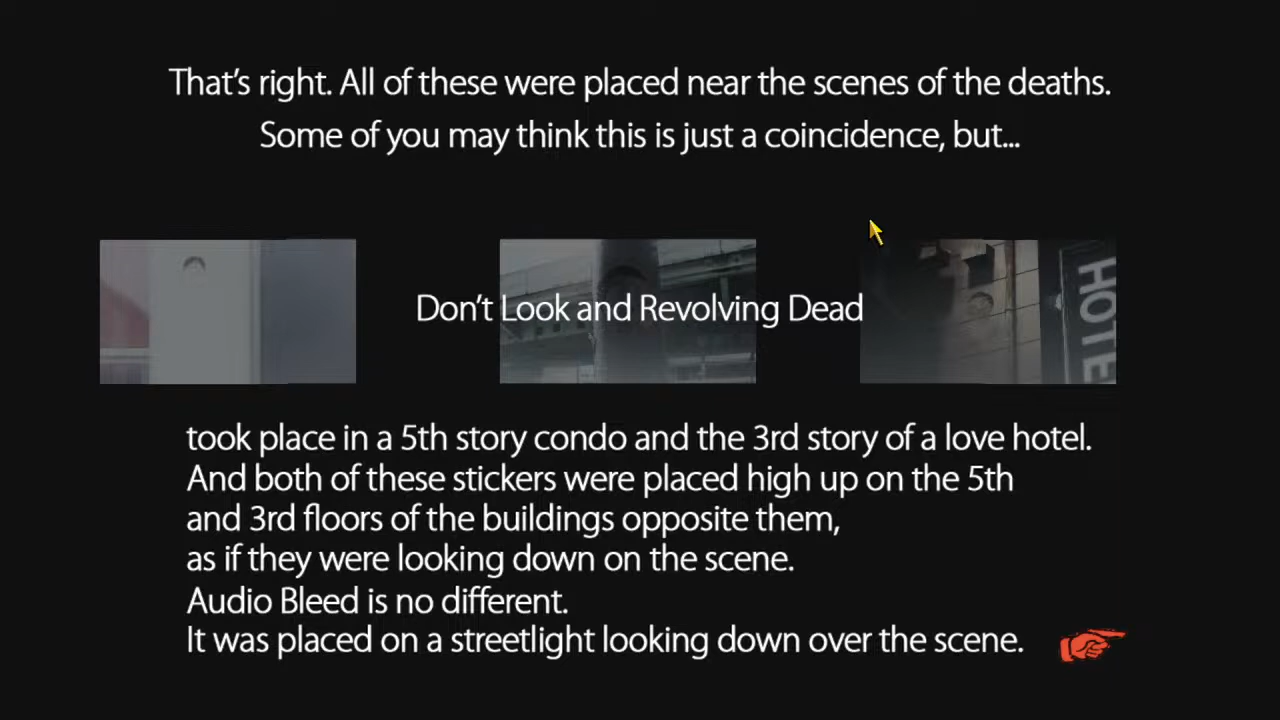 That's right. All of these were placed near the scenes of the deaths.
Some of you may think this is just a coincidence, but...
Don't Look and Revolving Dead
HOTE
took place in a 5th story condo and the 3rd story of a love hotel.
And both of these stickers were placed high up on the 5th
and 3rd floors of the buildings opposite them,
as if they were looking down on the scene.
Audio Bleed is no different.
It was placed on a streetlight looking down over the scene.